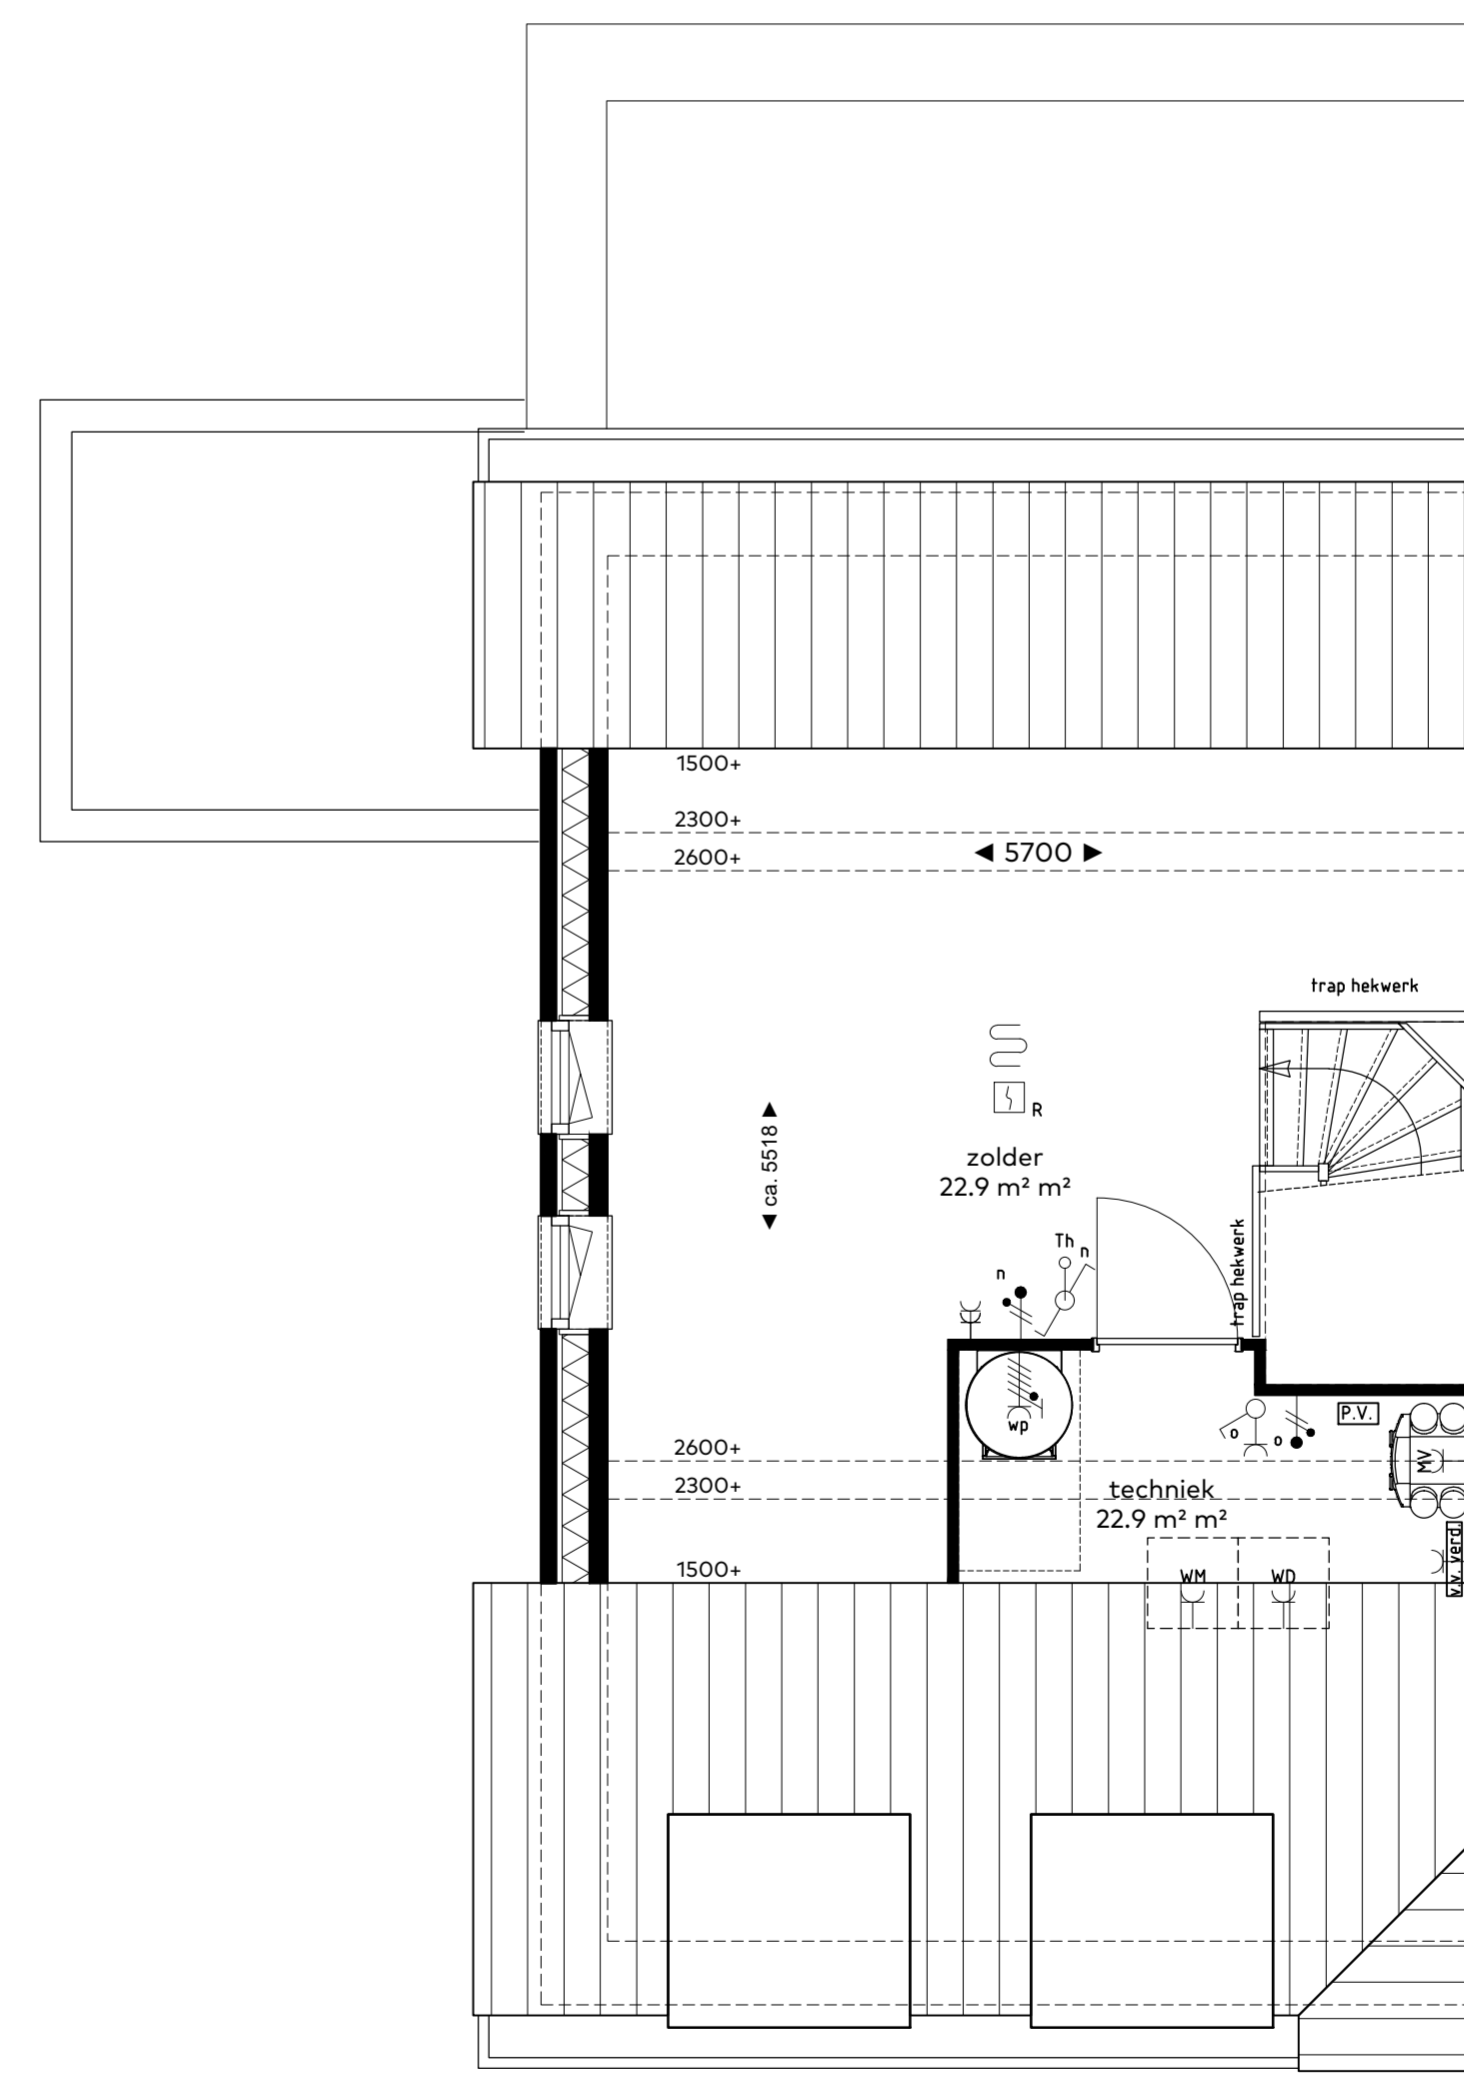 1500+
2300+
◄ 5700 ►
2600+
trap hekwerk
R
◄ ca. 5518 ►
zolder
22.9 m² m²
trap hekwerk
Th
n
n
wp
P.V.
o
o
MV
2600+
2300+
techniek
22.9 m² m²
v.v. verd.
1500+
WM
WD